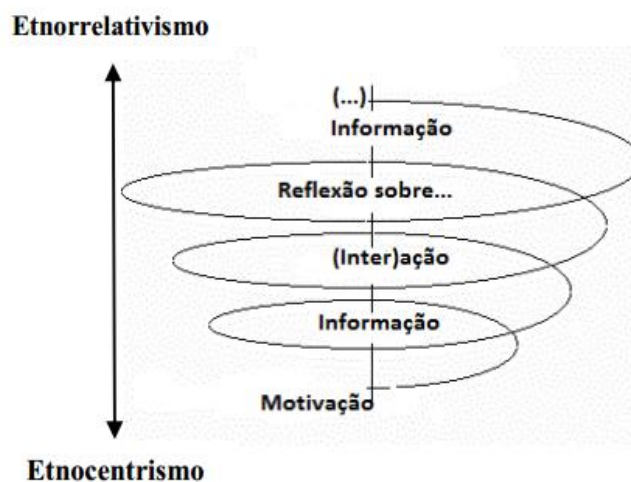 Etnorrelativismo
(...)
Informação
Reflexão sobre...
(Inter)ação
Informação
Motivação
Etnocentrismo